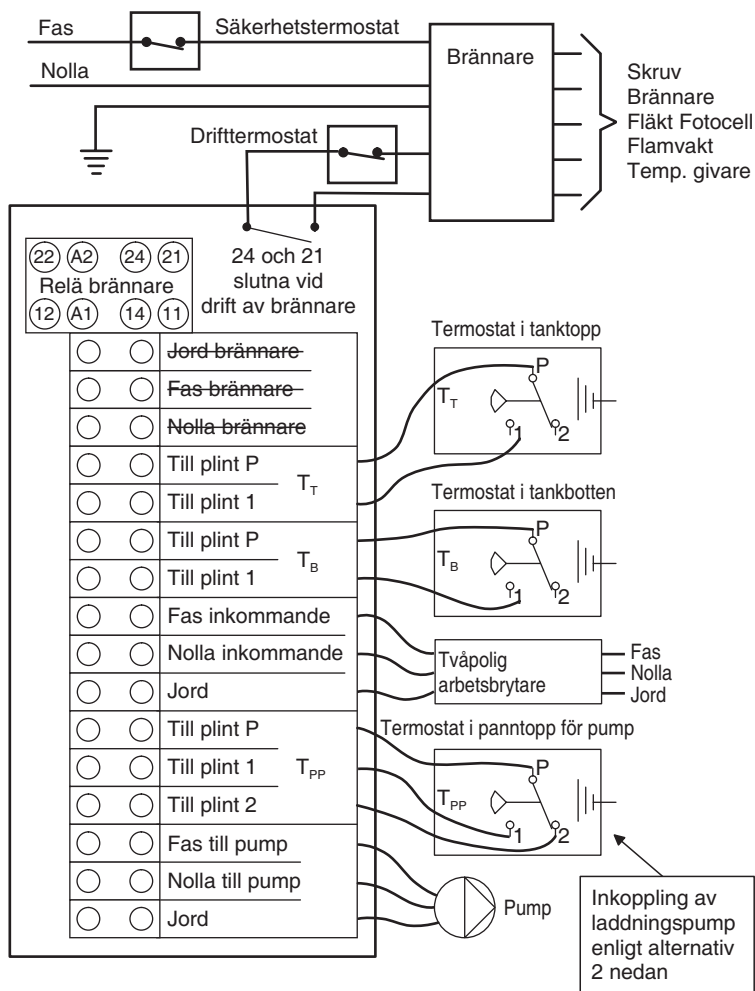 Fas
Säkerhetstermostat
Nolla
Brännare
Skruv
Brännare
Fläkt Fotocell
Flamvakt
Temp. givare
Drifttermostat
24 och 21
slutna vid
drift av brännare
22 A2 24 21
Relä brännare
12 A1 14 11
Jord brännare
Fas brännare
Nolla brännare
Till plint P
Till plint 1
TT
Till plint P
Till plint 1
TB
Fas inkommande
Nolla inkommande
Jord
Till plint P
Till plint 1
TPP
Till plint 2
Fas till pump
Nolla till pump
Jord
Termostat i tanktopp
P
TT
1 2
Termostat i tankbotten
P
TB
1 2
Tvåpolig
arbetsbrytare
Fas
Nolla
Jord
Termostat i panntopp för pump
P
TPP
1 2
Pump
Inkoppling av
laddningspump
enligt alternativ
2 nedan